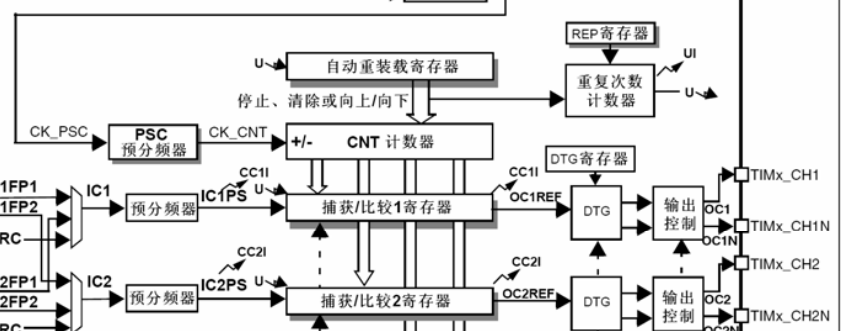 REP寄存器
U
自动重装载寄存器
UI
停止、清除或向上/向下
重复次数
计数器
U
CK_PSC
PSC
预分频器
CK_CNT
+/-
CNT 计数器
DTG寄存器
1FP1
IC1
预分频器
IC1PS
CC1I
U
捕获/比较1寄存器
CC1I
OC1REF
DTG
输出
控制
OC1
TIMx_CH1
1FP2
RC
OC1N
TIMx_CH1N
CC2I
CC2I
TIMx_CH2
2FP1
IC2
预分频器
IC2PS
U
捕获/比较2寄存器
OC2REF
DTG
输出
控制
OC2
2FP2
TIMx_CH2N